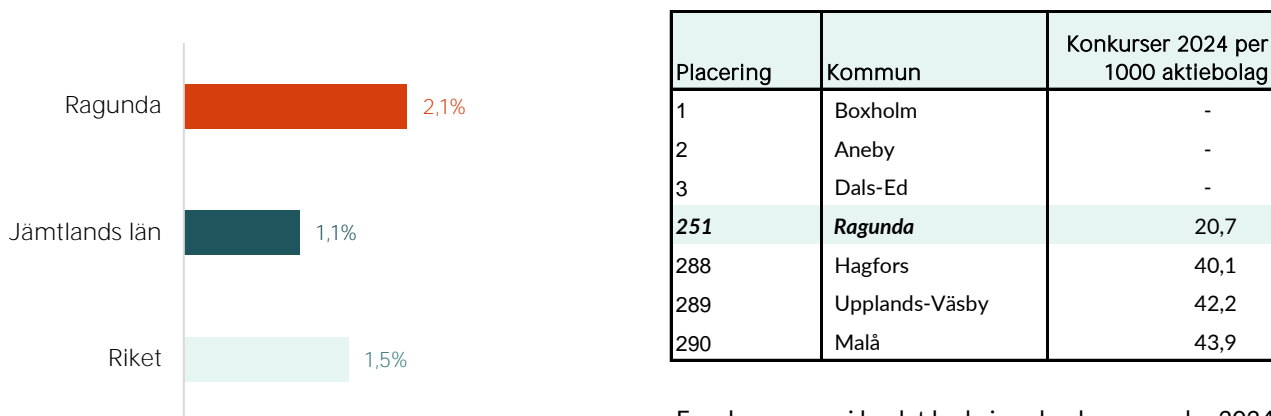 Ragunda 2,1%
Jämtlands län 1,1%
Riket 1,5%
Konkurser 2024 per
Placering Kommun 1000 aktiebolag
1 Boxholm -
2 Aneby -
3 Dals-Ed -
251 Ragunda 20,7
288 Hagfors 40,1
289 Upplands-Väsby 42,2
290 Malå 43,9